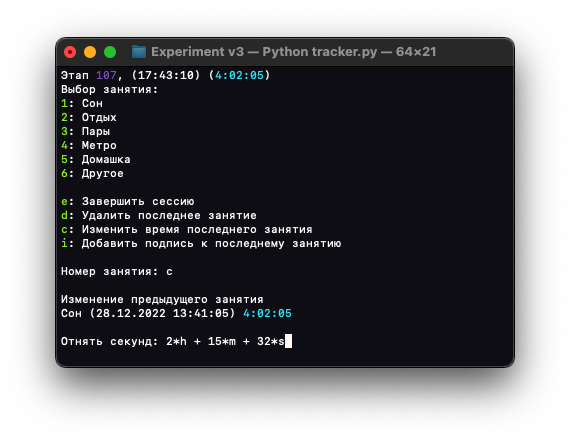 Experiment v3 — Python tracker.py — 64×21
Этап 107, (17:43:10) (4:02:05)
Выбор занятия:
1: Сон
2: Отдых
3: Пары
4: Метро
5: Домашка
6: Другое
e: Завершить сессию
d: Удалить последнее занятие
c: Изменить время последнего занятия
i: Добавить подпись к последнему занятию
Номер занятия: c
Изменение предыдущего занятия
Сон (28.12.2022 13:41:05) 4:02:05
Отнять секунд: 2*h + 15*m + 32*s